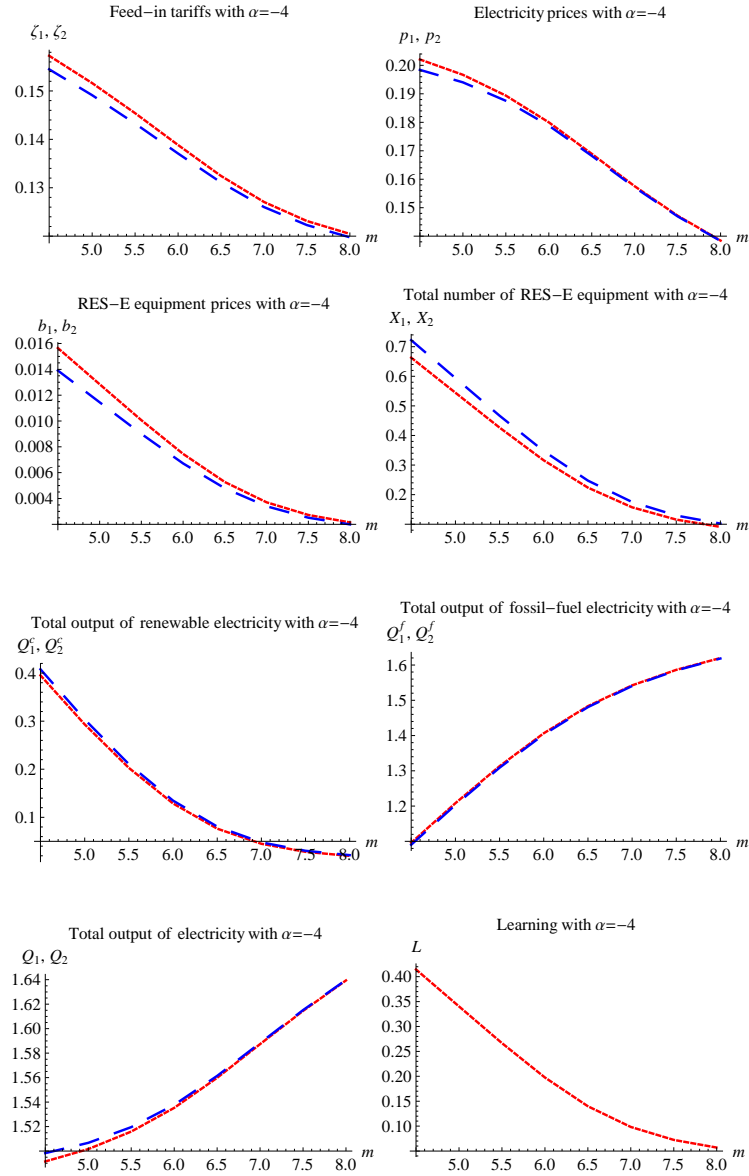 Feed−in tariffs with α=−4
ζ1, ζ2
0.15
0.14
0.13
5.0 5.5 6.0 6.5 7.0 7.5 8.0 m
Electricity prices with α=−4
p1, p2
0.20
0.19
0.18
0.17
0.16
0.15
5.0 5.5 6.0 6.5 7.0 7.5 8.0 m
RES−E equipment prices with α=−4
b1, b2
0.016
0.014
0.012
0.010
0.008
0.006
0.004
5.0 5.5 6.0 6.5 7.0 7.5 8.0 m
Total number of RES−E equipment with α=−4
X1, X2
0.7
0.6
0.5
0.4
0.3
0.2
5.0 5.5 6.0 6.5 7.0 7.5 8.0 m
Total output of renewable electricity with α=−4
Q1^c, Q2^c
0.4
0.3
0.2
0.1
5.0 5.5 6.0 6.5 7.0 7.5 8.0 m
Total output of fossil−fuel electricity with α=−4
Q1^f, Q2^f
1.6
1.5
1.4
1.3
1.2
5.0 5.5 6.0 6.5 7.0 7.5 8.0 m
Total output of electricity with α=−4
Q1, Q2
1.64
1.62
1.60
1.58
1.56
1.54
1.52
5.0 5.5 6.0 6.5 7.0 7.5 8.0 m
Learning with α=−4
L
0.40
0.35
0.30
0.25
0.20
0.15
0.10
5.0 5.5 6.0 6.5 7.0 7.5 8.0 m